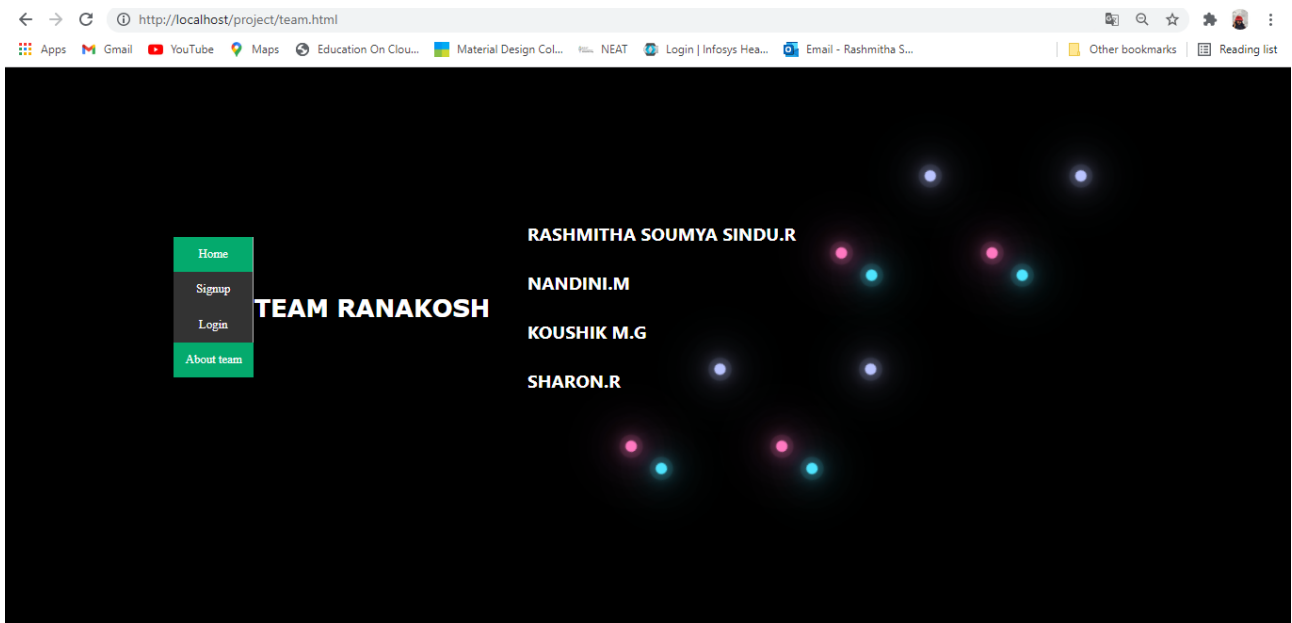 http://localhost/project/team.html
Apps Gmail YouTube Maps Education On Clou... Material Design Col... NEAT Login | Infosys Hea... Email - Rashmitha S... Other bookmarks Reading list
Home
Signup
Login
About team
TEAM RANAKOSH
RASHMITHA SOUMYA SINDU.R
NANDINI.M
KOUSHIK M.G
SHARON.R